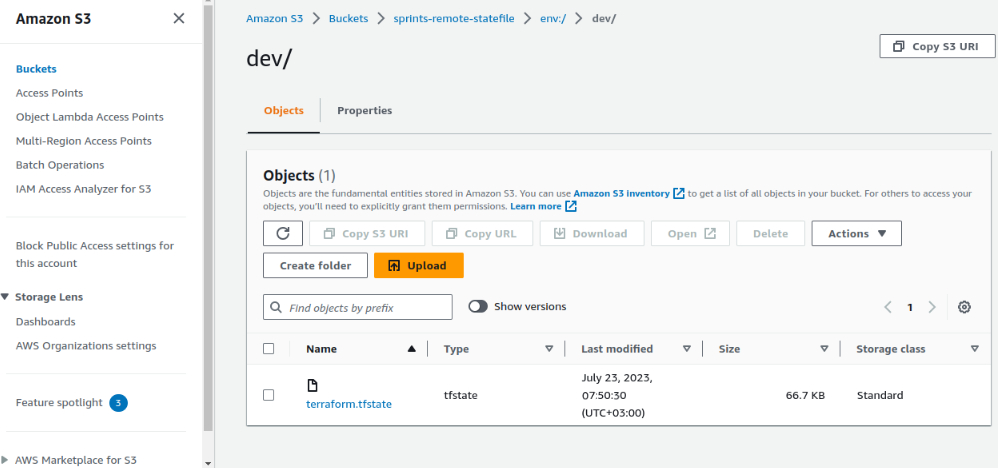 Amazon S3
Buckets
Access Points
Object Lambda Access Points
Multi-Region Access Points
Batch Operations
IAM Access Analyzer for S3
Block Public Access settings for
this account
Storage Lens
Dashboards
AWS Organizations settings
Feature spotlight 3
AWS Marketplace for S3
Amazon S3 > Buckets > sprints-remote-statefile > env:/ > dev/
dev/
Copy S3 URI
Objects Properties
Objects (1)
Objects are the fundamental entities stored in Amazon S3. You can use Amazon S3 inventory to get a list of all objects in your bucket. For others to access your
objects, you'll need to explicitly grant them permissions. Learn more
Copy S3 URI Copy URL Download Open Delete Actions
Create folder Upload
Find objects by prefix Show versions 1
Name Type Last modified Size Storage class
terraform.tfstate tfstate July 23, 2023, 66.7 KB Standard
07:50:30
(UTC+03:00)